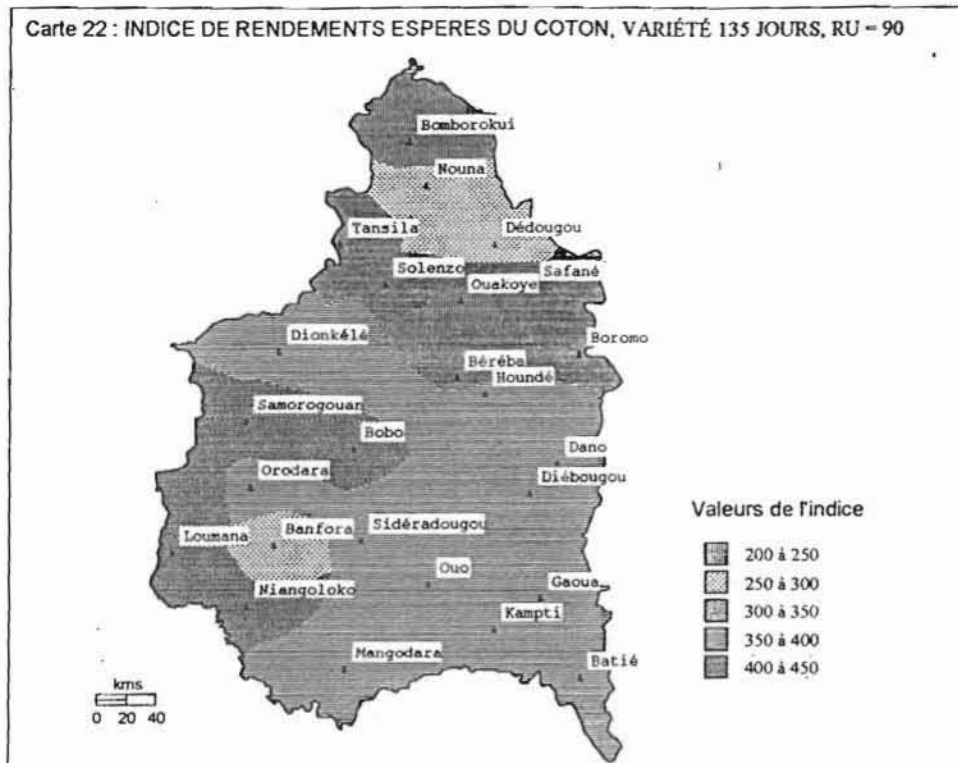 Carte 22 : INDICE DE RENDEMENTS ESPERES DU COTON, VARIÉTÉ 135 JOURS, RU = 90
Bomborokui
Nouna
Tansila
Dédougou
Solenzo
Safané
Ouakoye
Dionkélé
Boromo
Béréba
Houndé
Samorogouan
Bobo
Dano
Orodara
Diébougou
Loumana
Banfora
Sidéradougou
Ouo
Gaoua
Niangoloko
Kampti
Mangodara
Batié
Valeurs de l'indice
200 à 250
250 à 300
300 à 350
350 à 400
400 à 450
kms
0 20 40